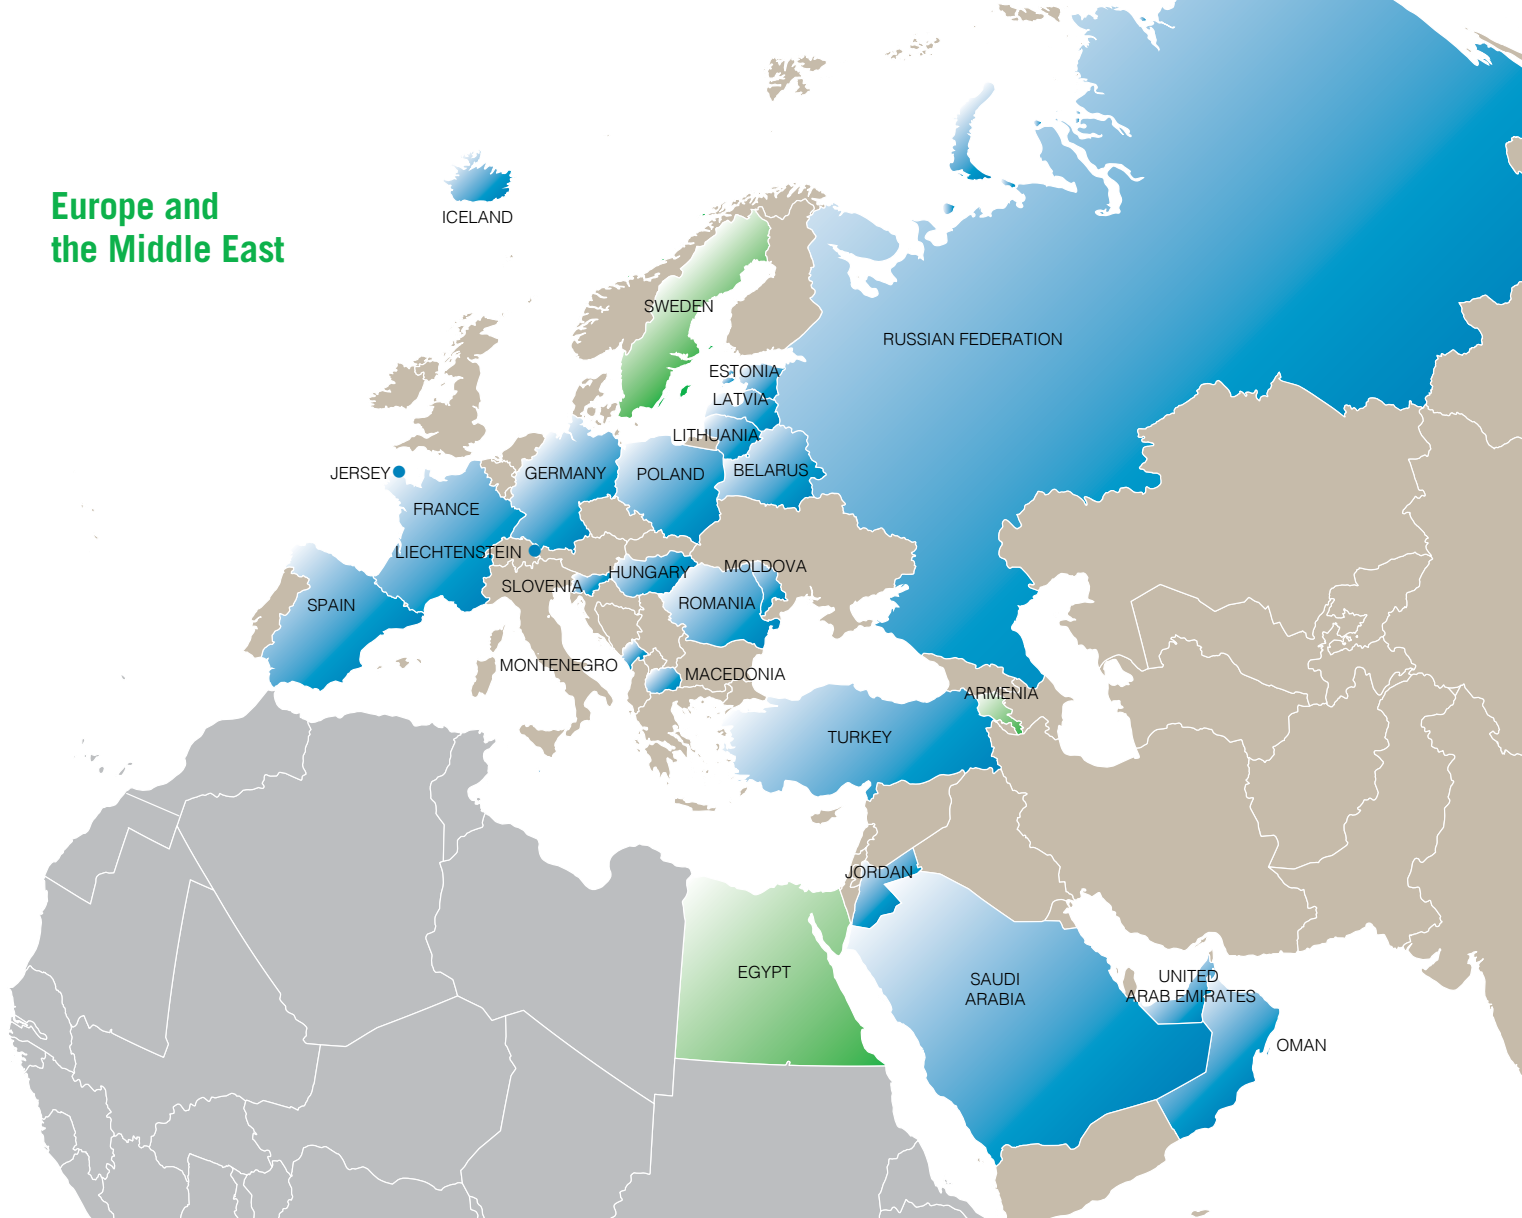 Europe and
the Middle East
ICELAND
SWEDEN
RUSSIAN FEDERATION
ESTONIA
LATVIA
LITHUANIA
JERSEY
GERMANY
POLAND
BELARUS
FRANCE
LIECHTENSTEIN
HUNGARY
MOLDOVA
SLOVENIA
SPAIN
ROMANIA
MONTENEGRO
MACEDONIA
ARMENIA
TURKEY
JORDAN
EGYPT
SAUDI
ARABIA
UNITED
ARAB EMIRATES
OMAN